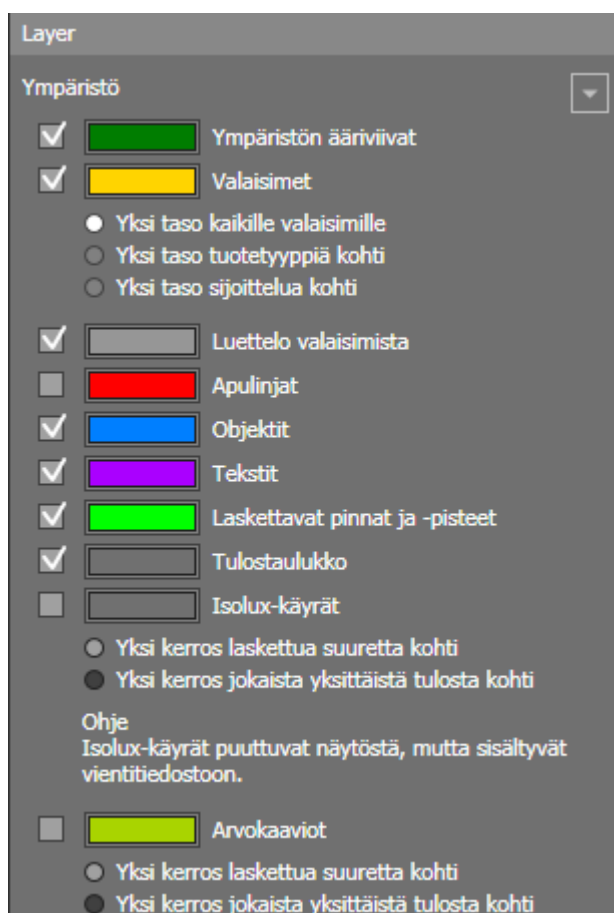 Layer
Ympäristö
Ympäristön ääriviivat
Valaisimet
Yksi taso kaikille valaisimille
Yksi taso tuotetyyppiä kohti
Yksi taso sijoittelua kohti
Luettelo valaisimista
Apulinjat
Objektit
Tekstit
Laskettavat pinnat ja -pisteet
Tulostaulukko
Isolux-käyrät
Yksi kerros laskettua suuretta kohti
Yksi kerros jokaista yksittäistä tulosta kohti
Ohje
Isolux-käyrät puuttuvat näytöstä, mutta sisältyvät
vientitiedostoon.
Arvokaaviot
Yksi kerros laskettua suuretta kohti
Yksi kerros jokaista yksittäistä tulosta kohti